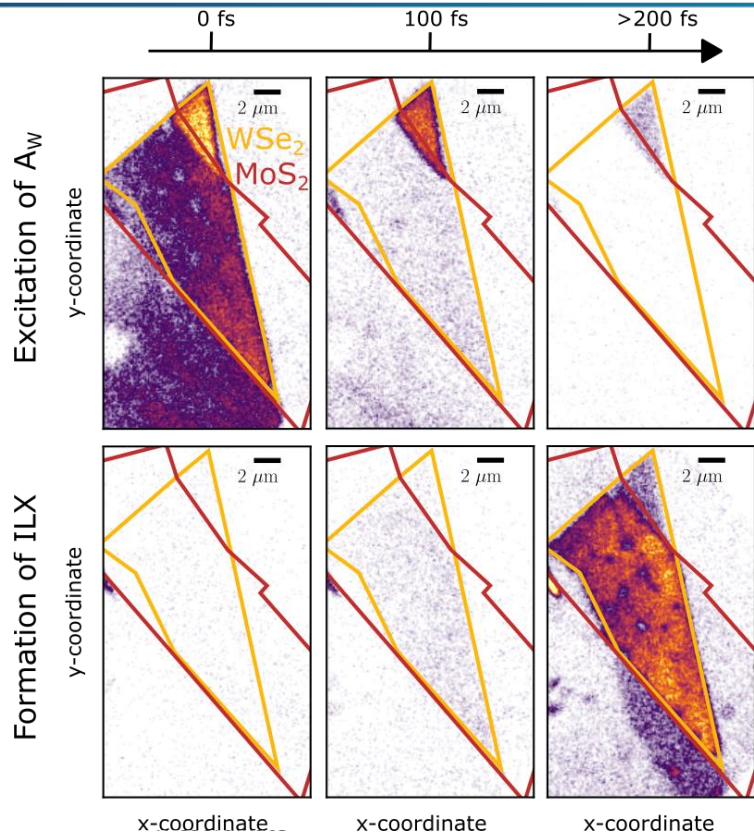 0 fs
100 fs
>200 fs
Excitation of A_W
y-coordinate
2 μm
WSe₂
MoS₂
2 μm
2 μm
Formation of ILX
y-coordinate
2 μm
2 μm
2 μm
x-coordinate
x-coordinate
x-coordinate